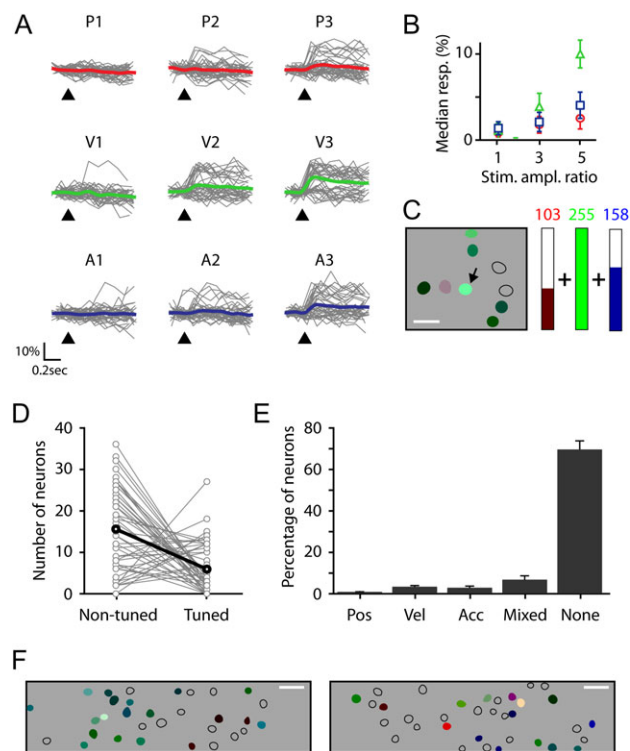 A
P1 P2 P3
V1 V2 V3
A1 A2 A3
10%
0.2sec
B
Median resp. (%)
10
0
1 3 5
Stim. ampl. ratio
C
103 255 158
+ +
D
Number of neurons
40
30
20
10
0
Non-tuned Tuned
E
Percentage of neurons
80
60
40
20
0
Pos Vel Acc Mixed None
F